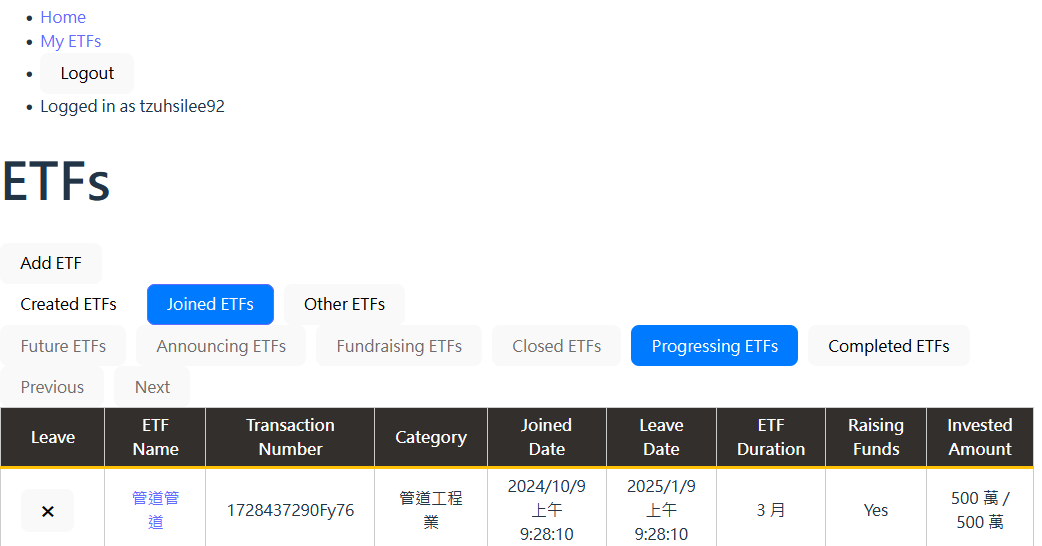 Home
My ETFs
Logout
Logged in as tzuhsilee92
ETFs
Add ETF
Created ETFs Joined ETFs Other ETFs
Future ETFs Announcing ETFs Fundraising ETFs Closed ETFs Progressing ETFs Completed ETFs
Previous Next
Leave
ETF
Name
Transaction
Number
Category
Joined
Date
Leave
Date
ETF
Duration
Raising
Funds
Invested
Amount
×
管道管
道
1728437290Fy76
管道工程
業
2024/10/9
上午
9:28:10
2025/1/9
上午
9:28:10
3 月
Yes
500 萬 /
500 萬